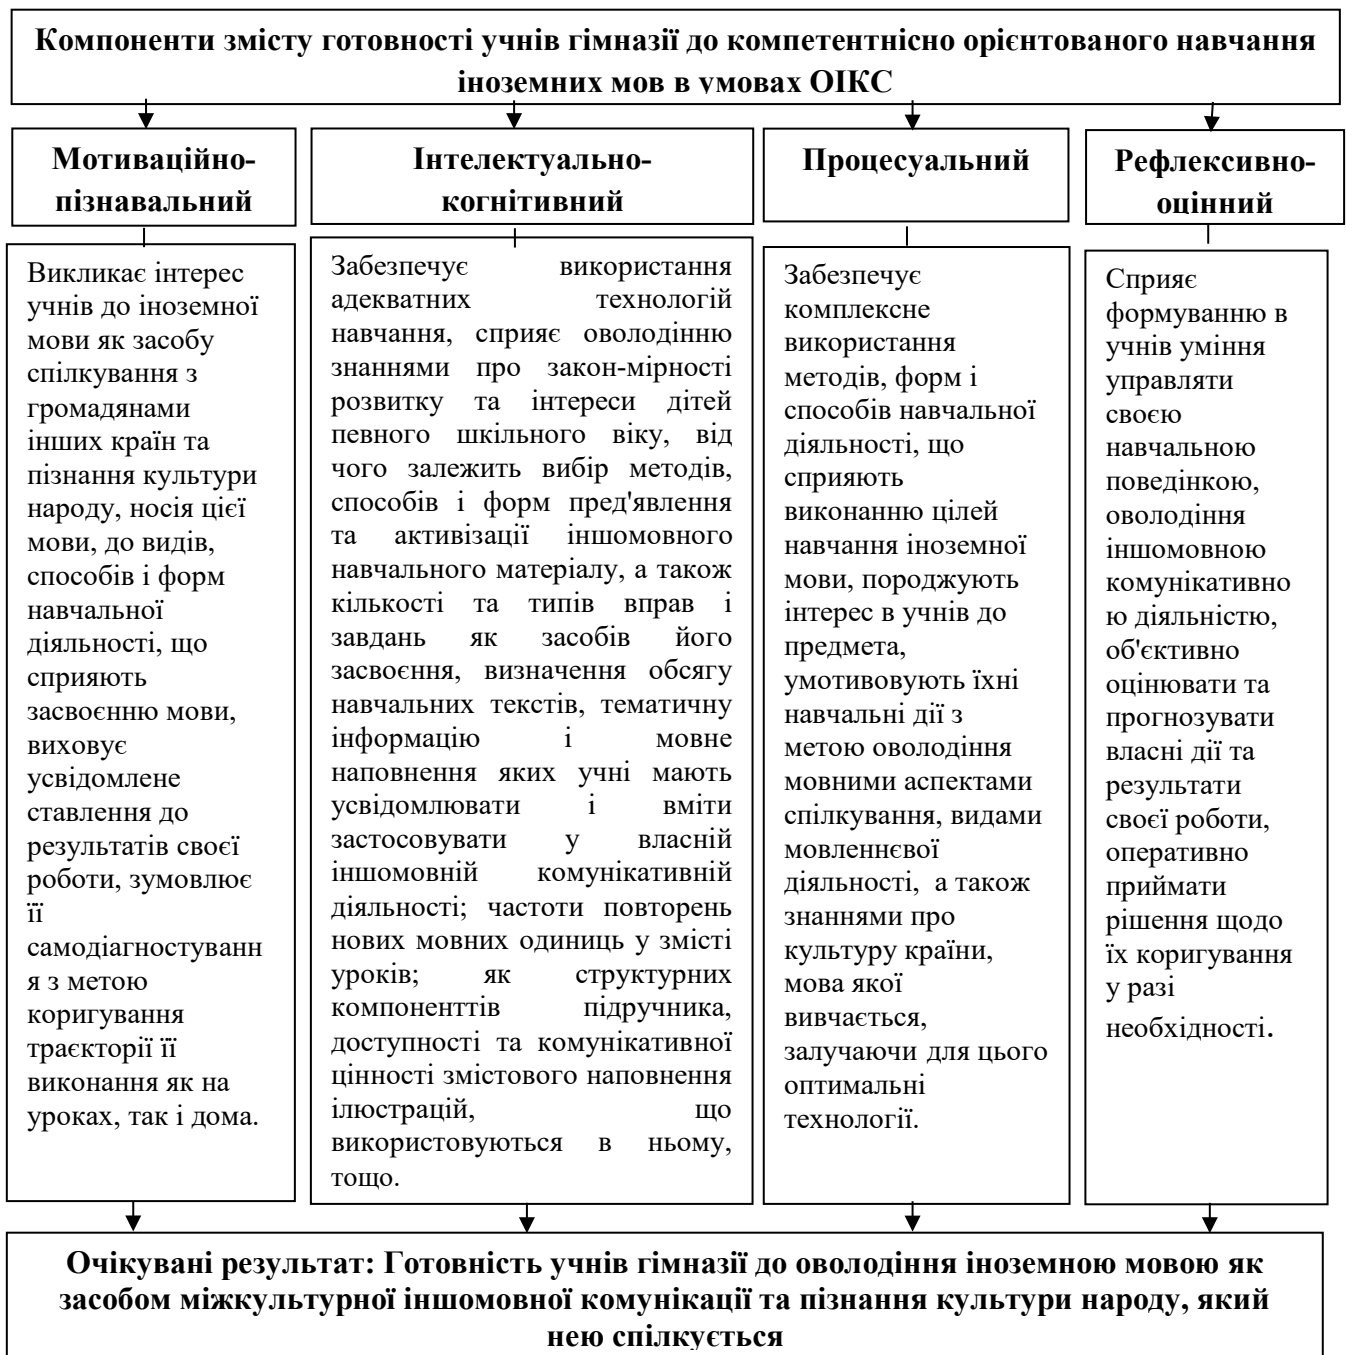 Компоненти змісту готовності учнів гімназії до компетентнісно орієнтованого навчання
іноземних мов в умовах ОІКС
Мотиваційно-
пізнавальний
Інтелектуально-
когнітивний
Процесуальний
Рефлексивно-
оцінний
Викликає інтерес
учнів до іноземної
мови як засобу
спілкування з
громадянами
інших країн та
пізнання культури
народу, носія цієї
мови, до видів,
способів і форм
навчальної
діяльності, що
сприяють
засвоєнню мови,
виховує
усвідомлене
ставлення до
результатів своєї
роботи, зумовлює
її
самодіагностуванн
я з метою
коригування
траєкторії її
виконання як на
уроках, так і дома.
Забезпечує використання
адекватних технологій
навчання, сприяє оволодінню
знаннями про закон-мірності
розвитку та інтереси дітей
певного шкільного віку, від
чого залежить вибір методів,
способів і форм пред'явлення
та активізації іншомовного
навчального матеріалу, а також
кількості та типів вправ і
завдань як засобів його
засвоєння, визначення обсягу
навчальних текстів, тематичну
інформацію і мовне
наповнення яких учні мають
усвідомлювати і вміти
застосовувати у власній
іншомовній комунікативній
діяльності; частоти повторень
нових мовних одиниць у змісті
уроків; як структурних
компоненттів підручника,
доступності та комунікативної
цінності змістового наповнення
ілюстрацій, що
використовуються в ньому,
тощо.
Забезпечує
комплексне
використання
методів, форм і
способів навчальної
діяльності, що
сприяють
виконанню цілей
навчання іноземної
мови, породжують
інтерес в учнів до
предмета,
умотивовують їхні
навчальні дії з
метою оволодіння
мовними аспектами
спілкування, видами
мовленнєвої
діяльності, а також
знаннями про
культуру країни,
мова якої
вивчається,
залучаючи для цього
оптимальні
технології.
Сприяє
формуванню в
учнів уміння
управляти
своєю
навчальною
поведінкою,
оволодіння
іншомовною
комунікативно
ю діяльністю,
об'єктивно
оцінювати та
прогнозувати
власні дії та
результати
своєї роботи,
оперативно
приймати
рішення щодо
їх коригування
у разі
необхідності.
Очікувані результат: Готовність учнів гімназії до оволодіння іноземною мовою як
засобом міжкультурної іншомовної комунікації та пізнання культури народу, який
нею спілкується